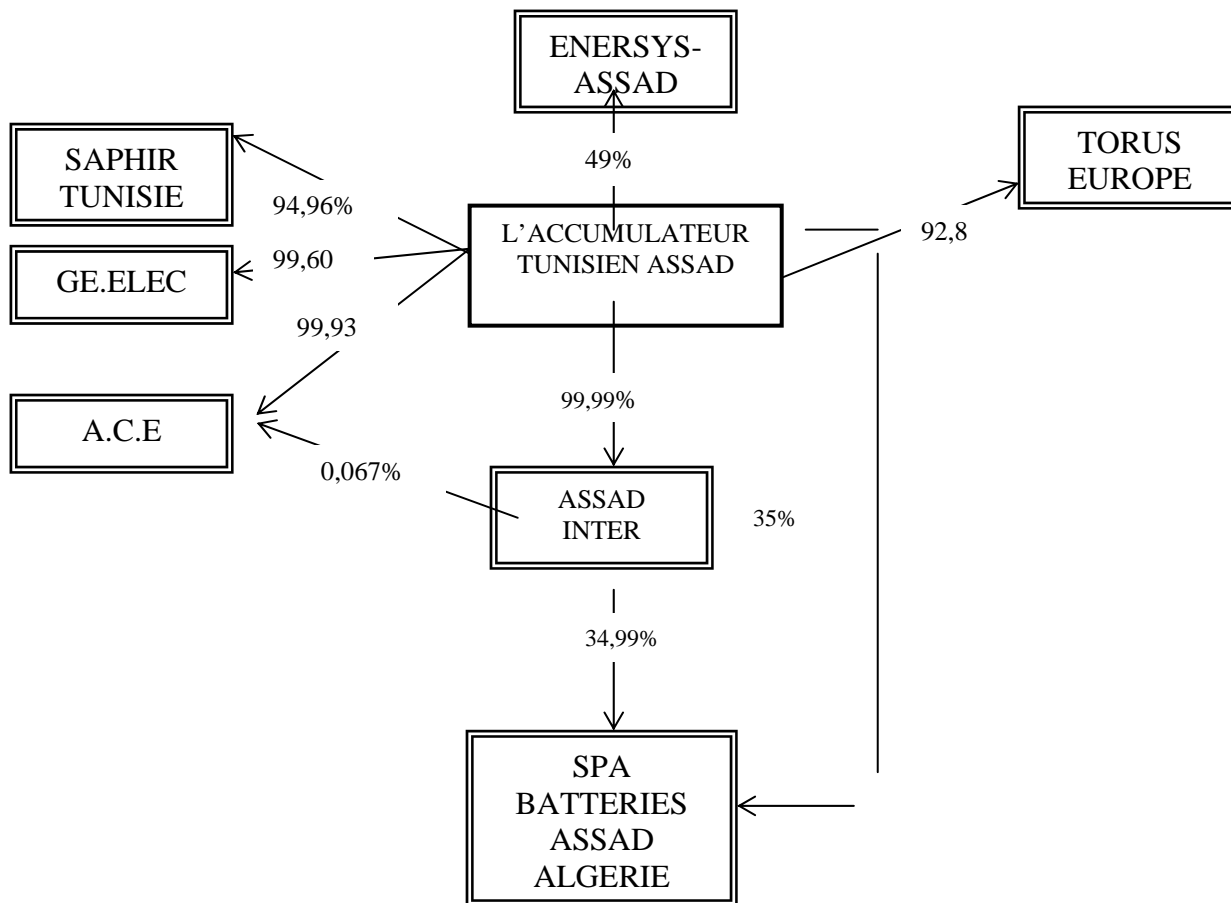 ENERSYS-
ASSAD
SAPHIR
TUNISIE
TORUS
EUROPE
49%
94,96%
L'ACCUMULATEUR
TUNISIEN ASSAD
92,8
GE.ELEC
99,60
99,93
A.C.E
99,99%
0,067%
ASSAD
INTER
35%
34,99%
SPA
BATTERIES
ASSAD
ALGERIE